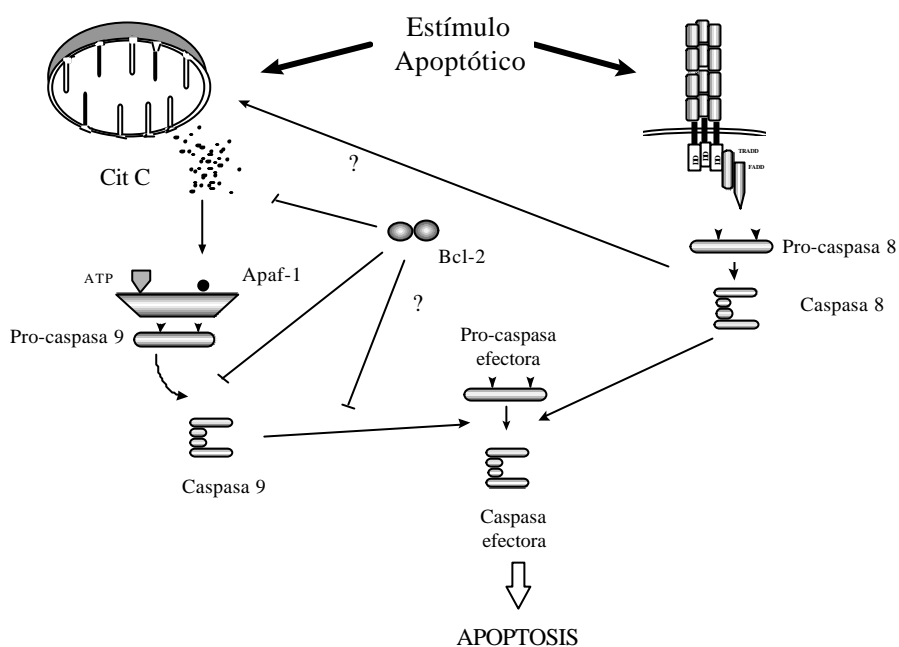 Estímulo
Apoptótico
Cit C
?
TRADD
FADD
Bcl-2
Pro-caspasa 8
ATP
Apaf-1
?
Caspasa 8
Pro-caspasa 9
Pro-caspasa
efectora
Caspasa 9
Caspasa
efectora
APOPTOSIS